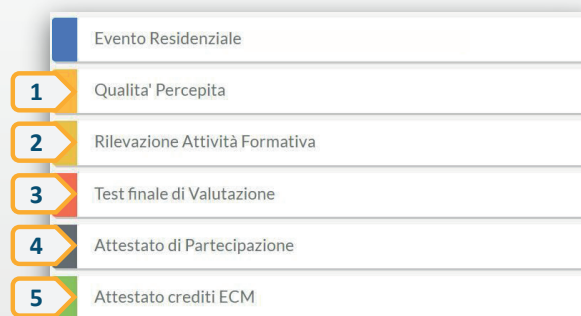 Evento Residenziale
1 Qualita' Percepita
2 Rilevazione Attività Formativa
3 Test finale di Valutazione
4 Attestato di Partecipazione
5 Attestato crediti ECM